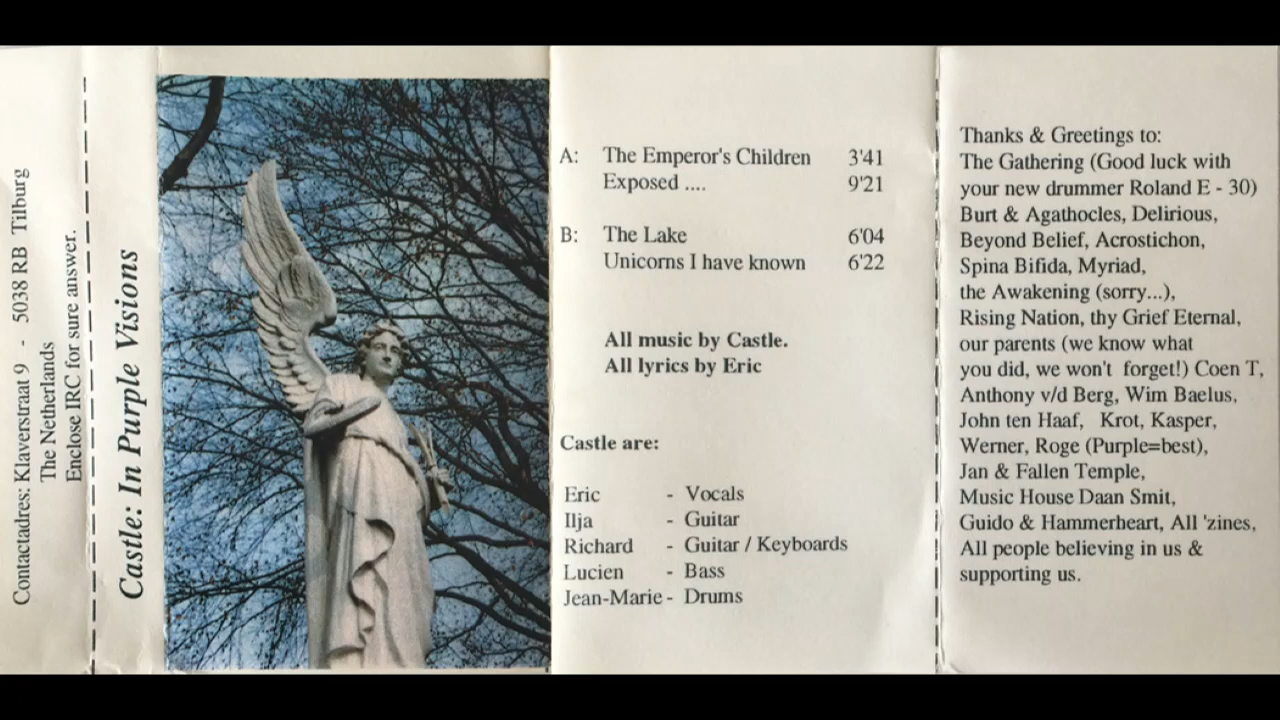 Contactadres: Klaverstraat 9 - 5038 RB Tilburg
The Netherlands
Enclose IRC for sure answer.
Castle: In Purple Visions
A: The Emperor's Children 3'41
Exposed .... 9'21
B: The Lake 6'04
Unicorns I have known 6'22
All music by Castle.
All lyrics by Eric
Castle are:
Eric - Vocals
Ilja - Guitar
Richard - Guitar / Keyboards
Lucien - Bass
Jean-Marie - Drums
Thanks & Greetings to:
The Gathering (Good luck with
your new drummer Roland E - 30)
Burt & Agathocles, Delirious,
Beyond Belief, Acrostichon,
Spina Bifida, Myriad,
the Awakening (sorry...),
Rising Nation, thy Grief Eternal,
our parents (we know what
you did, we won't forget!) Coen T,
Anthony v/d Berg, Wim Baelus,
John ten Haaf, Krot, Kasper,
Werner, Roge (Purple=best),
Jan & Fallen Temple,
Music House Daan Smit,
Guido & Hammerheart, All 'zines,
All people believing in us &
supporting us.